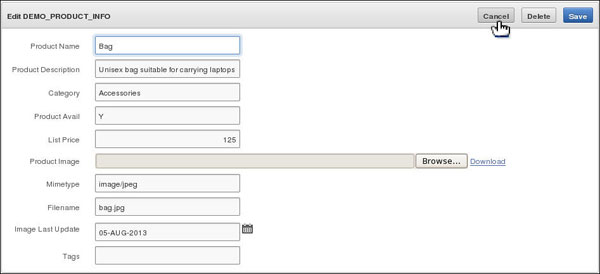 Edit DEMO_PRODUCT_INFO Cancel Delete Save
Product Name Bag
Product Description Unisex bag suitable for carrying laptops
Category Accessories
Product Avail Y
List Price 125
Product Image Browse... Download
Mimetype image/jpeg
Filename bag.jpg
Image Last Update 05-AUG-2013
Tags